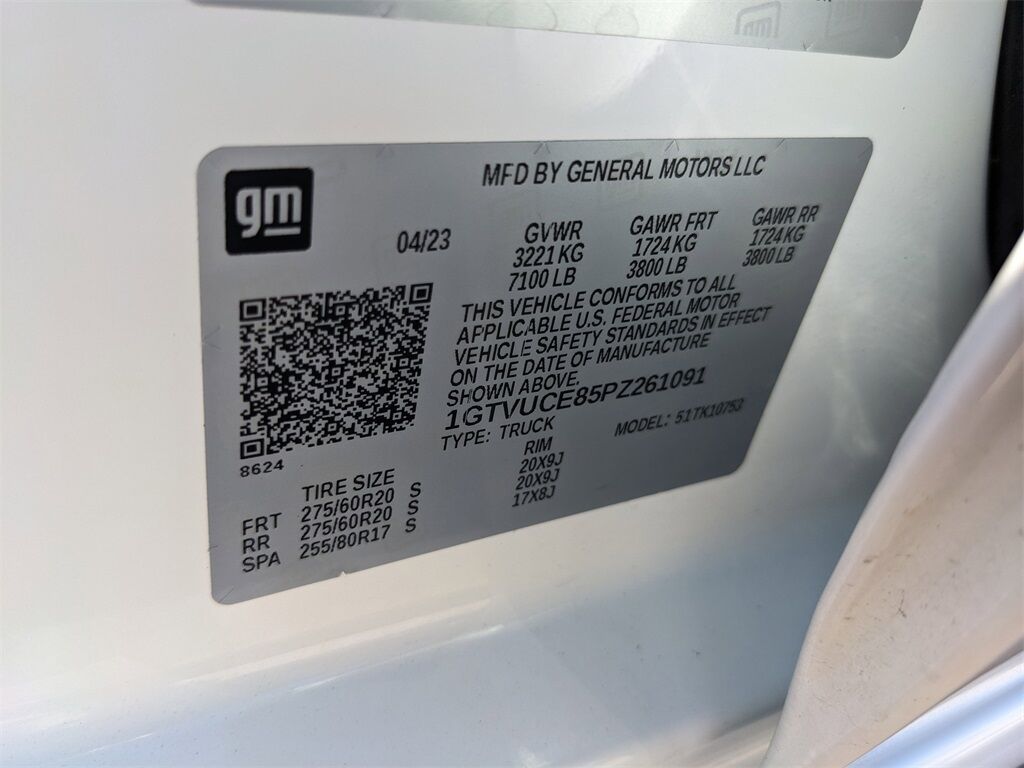 gm
MFD BY GENERAL MOTORS LLC
04/23
GVWR GAWR FRT GAWR RR
3221 KG 1724 KG 1724 KG
7100 LB 3800 LB 3800 LB
THIS VEHICLE CONFORMS TO ALL
APPLICABLE U.S. FEDERAL MOTOR
VEHICLE SAFETY STANDARDS IN EFFECT
ON THE DATE OF MANUFACTURE
SHOWN ABOVE.
1GTVUCE85PZ261091
TYPE: TRUCK MODEL: 51TK10753
8624
TIRE SIZE RIM
FRT 275/60R20 S 20X9J
RR 275/60R20 S 20X9J
SPA 255/80R17 S 17X8J